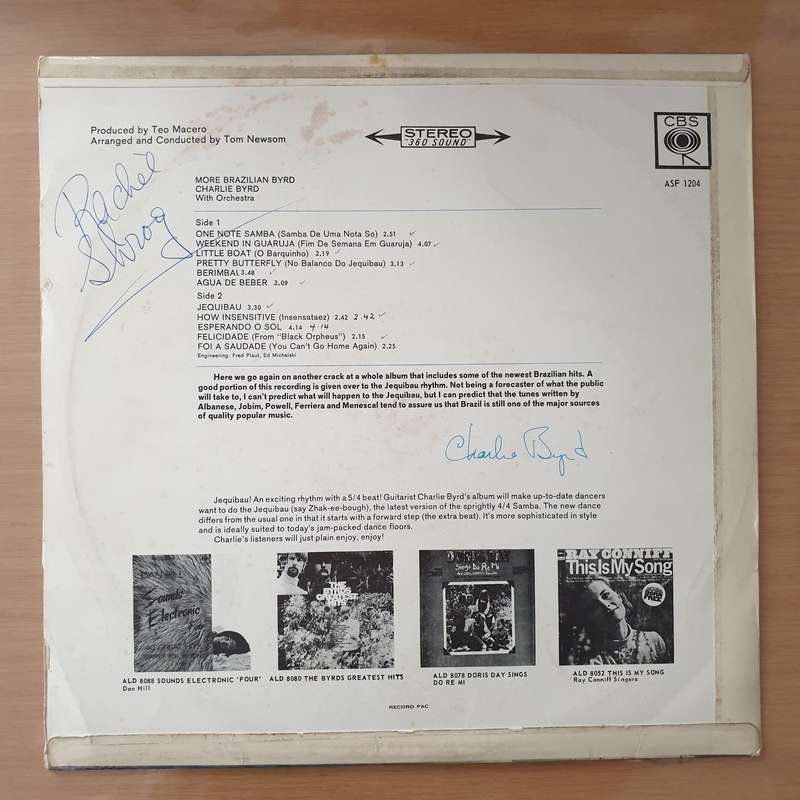 Produced by Teo Macero
Arranged and Conducted by Tom Newsom
STEREO
"360 SOUND"
CBS
ASF 1204
Rachel
MORE BRAZILIAN BYRD
CHARLIE BYRD
With Orchestra
Side 1
ONE NOTE SAMBA (Samba De Uma Nota So) 2.51
WEEKEND IN GUARUJA (Fim De Semana Em Guaruja) 4.07
LITTLE BOAT (O Barquinho) 2.19
PRETTY BUTTERFLY (No Balanco Do Jequibau) 3.13
BERIMBAU 3.48
AGUA DE BEBER 3.09
Side 2
JEQUIBAU 3.30
HOW INSENSITIVE (Insensataez) 2.42 2.42
ESPERANDO O SOL 4.14 4.14
FELICIDADE (From "Black Orpheus") 2.15
FOI A SAUDADE (You Can't Go Home Again) 2.25
Engineering: Fred Plaut, Ed Michalski
Here we go again on another crack at a whole album that includes some of the newest Brazilian hits. A
good portion of this recording is given over to the Jequibau rhythm. Not being a forecaster of what the public
will take to, I can't predict what will happen to the Jequibau, but I can predict that the tunes written by
Albanese, Jobim, Powell, Ferriera and Menescal tend to assure us that Brazil is still one of the major sources
of quality popular music.
Charlie Byrd
Jequibau! An exciting rhythm with a 5/4 beat! Guitarist Charlie Byrd's album will make up-to-date dancers
want to do the Jequibau (say Zhak-ee-bough), the latest version of the sprightly 4/4 Samba. The new dance
differs from the usual one in that it starts with a forward step (the extra beat). It's more sophisticated in style
and is ideally suited to today's jam-packed dance floors.
Charlie's listeners will just plain enjoy, enjoy!
DAN HILL
Sounds
Electronic
THE
BYRDS
GREATEST
HITS
Sings Do Re Mi
RAY CONNIFF
This Is My Song
ALD 8088 SOUNDS ELECTRONIC 'FOUR'
Dan Hill
ALD 8080 THE BYRDS GREATEST HITS
ALD 8078 DORIS DAY SINGS
DO RE MI
ALD 8052 THIS IS MY SONG
Ray Conniff Singers
RECORD PAC